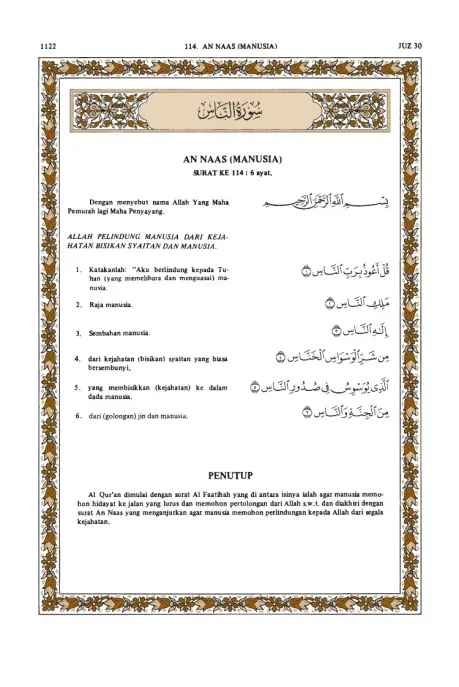 1122
114. AN NAAS (MANUSIA)
JUZ 30
سُورَةُ النَّاسِ
AN NAAS (MANUSIA)
SURAT KE 114 : 6 ayat.
Dengan menyebut nama Allah Yang Maha
Pemurah lagi Maha Penyayang.
بِسْمِ اللَّهِ الرَّحْمَٰنِ الرَّحِيمِ
ALLAH PELINDUNG MANUSIA DARI KEJA-
HATAN BISIKAN SYAITAN DAN MANUSIA.
1. Katakanlah: "Aku berlindung kepada Tu-
han (yang memelihara dan menguasai) ma-
nusia.
قُلْ أَعُوذُ بِرَبِّ النَّاسِ ①
2. Raja manusia.
مَلِكِ النَّاسِ ②
3. Sembahan manusia.
إِلَٰهِ النَّاسِ ③
4. dari kejahatan (bisikan) syaitan yang biasa
bersembunyi,
مِن شَرِّ الْوَسْوَاسِ الْخَنَّاسِ ④
5. yang membisikkan (kejahatan) ke dalam
dada manusia.
الَّذِي يُوَسْوِسُ فِي صُدُورِ النَّاسِ ⑤
6. dari (golongan) jin dan manusia.
مِنَ الْجِنَّةِ وَالنَّاسِ ⑥
PENUTUP
Al Qur'an dimulai dengan surat Al Faatihah yang di antara isinya ialah agar manusia memo-
hon hidayat ke jalan yang lurus dan memohon pertolongan dari Allah s.w.t. dan diakhiri dengan
surat An Naas yang menganjurkan agar manusia memohon perlindungan kepada Allah dari segala
kejahatan.